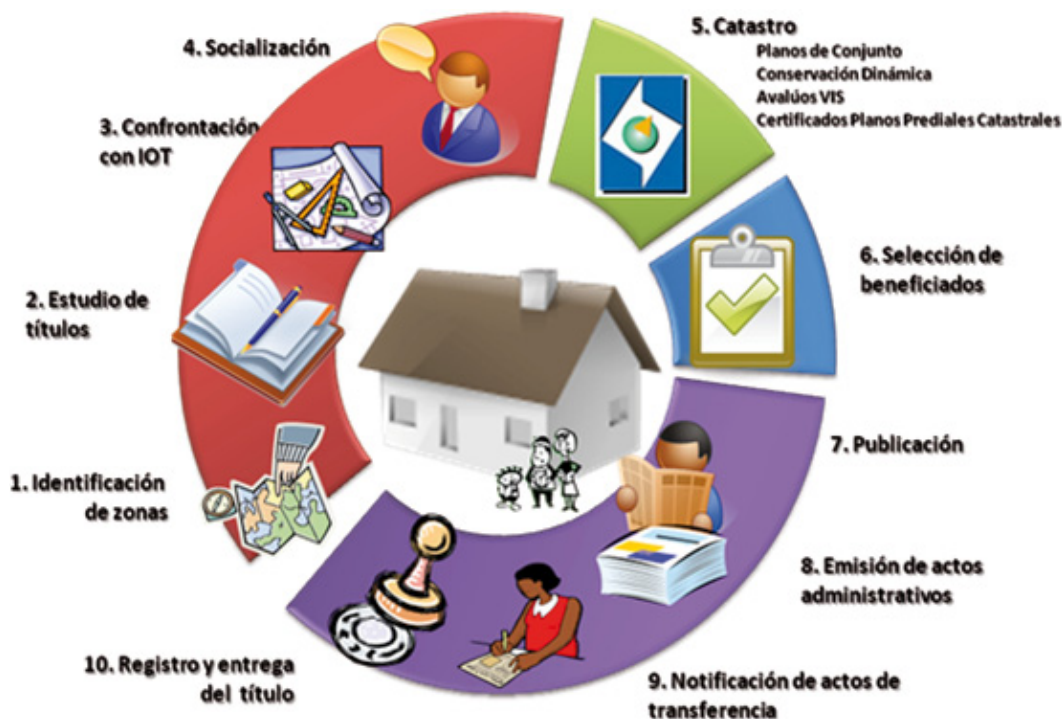 4. Socialización
3. Confrontación
con IOT
2. Estudio de
títulos
1. Identificación
de zonas
10. Registro y entrega
del título
5. Catastro
Planos de Conjunto
Conservación Dinámica
Avalúos VIS
Certificados Planos Prediales Catastrales
6. Selección de
beneficiados
7. Publicación
8. Emisión de actos
administrativos
9. Notificación de actos de
transferencia